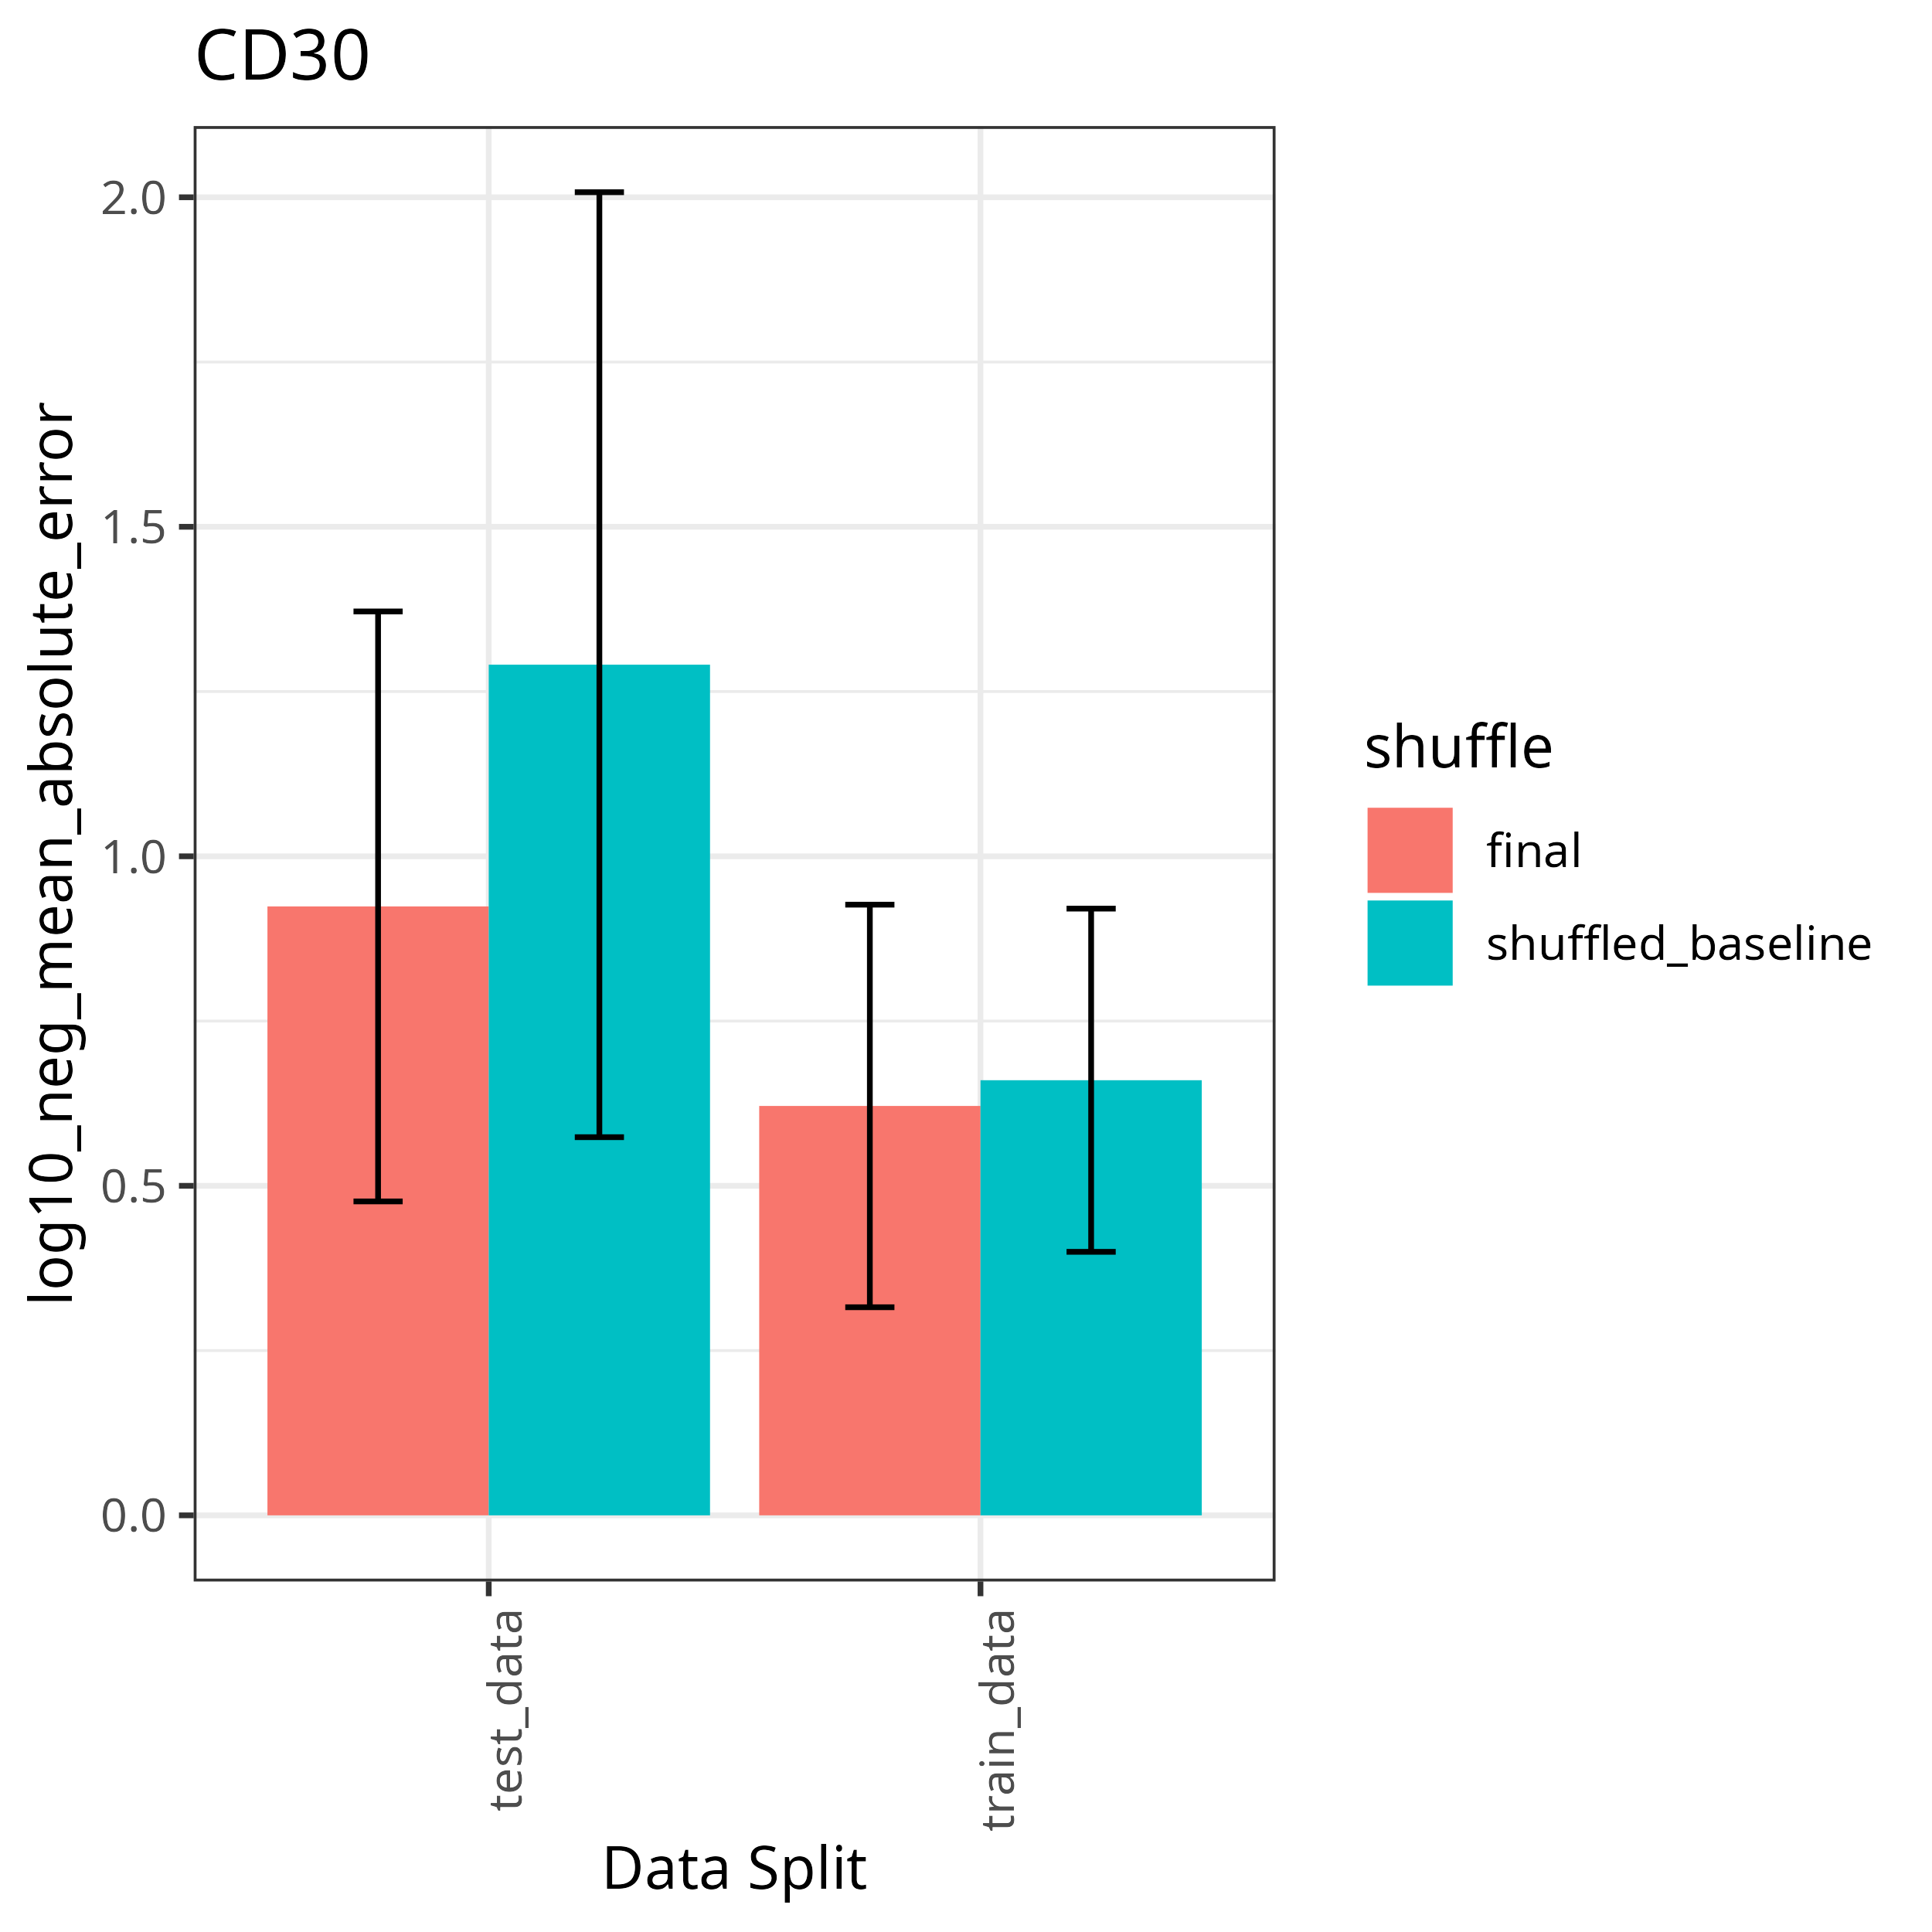 CD30
log10_neg_mean_absolute_error
2.0
1.5
1.0
0.5
0.0
test_data
train_data
Data Split
shuffle
final
shuffled_baseline